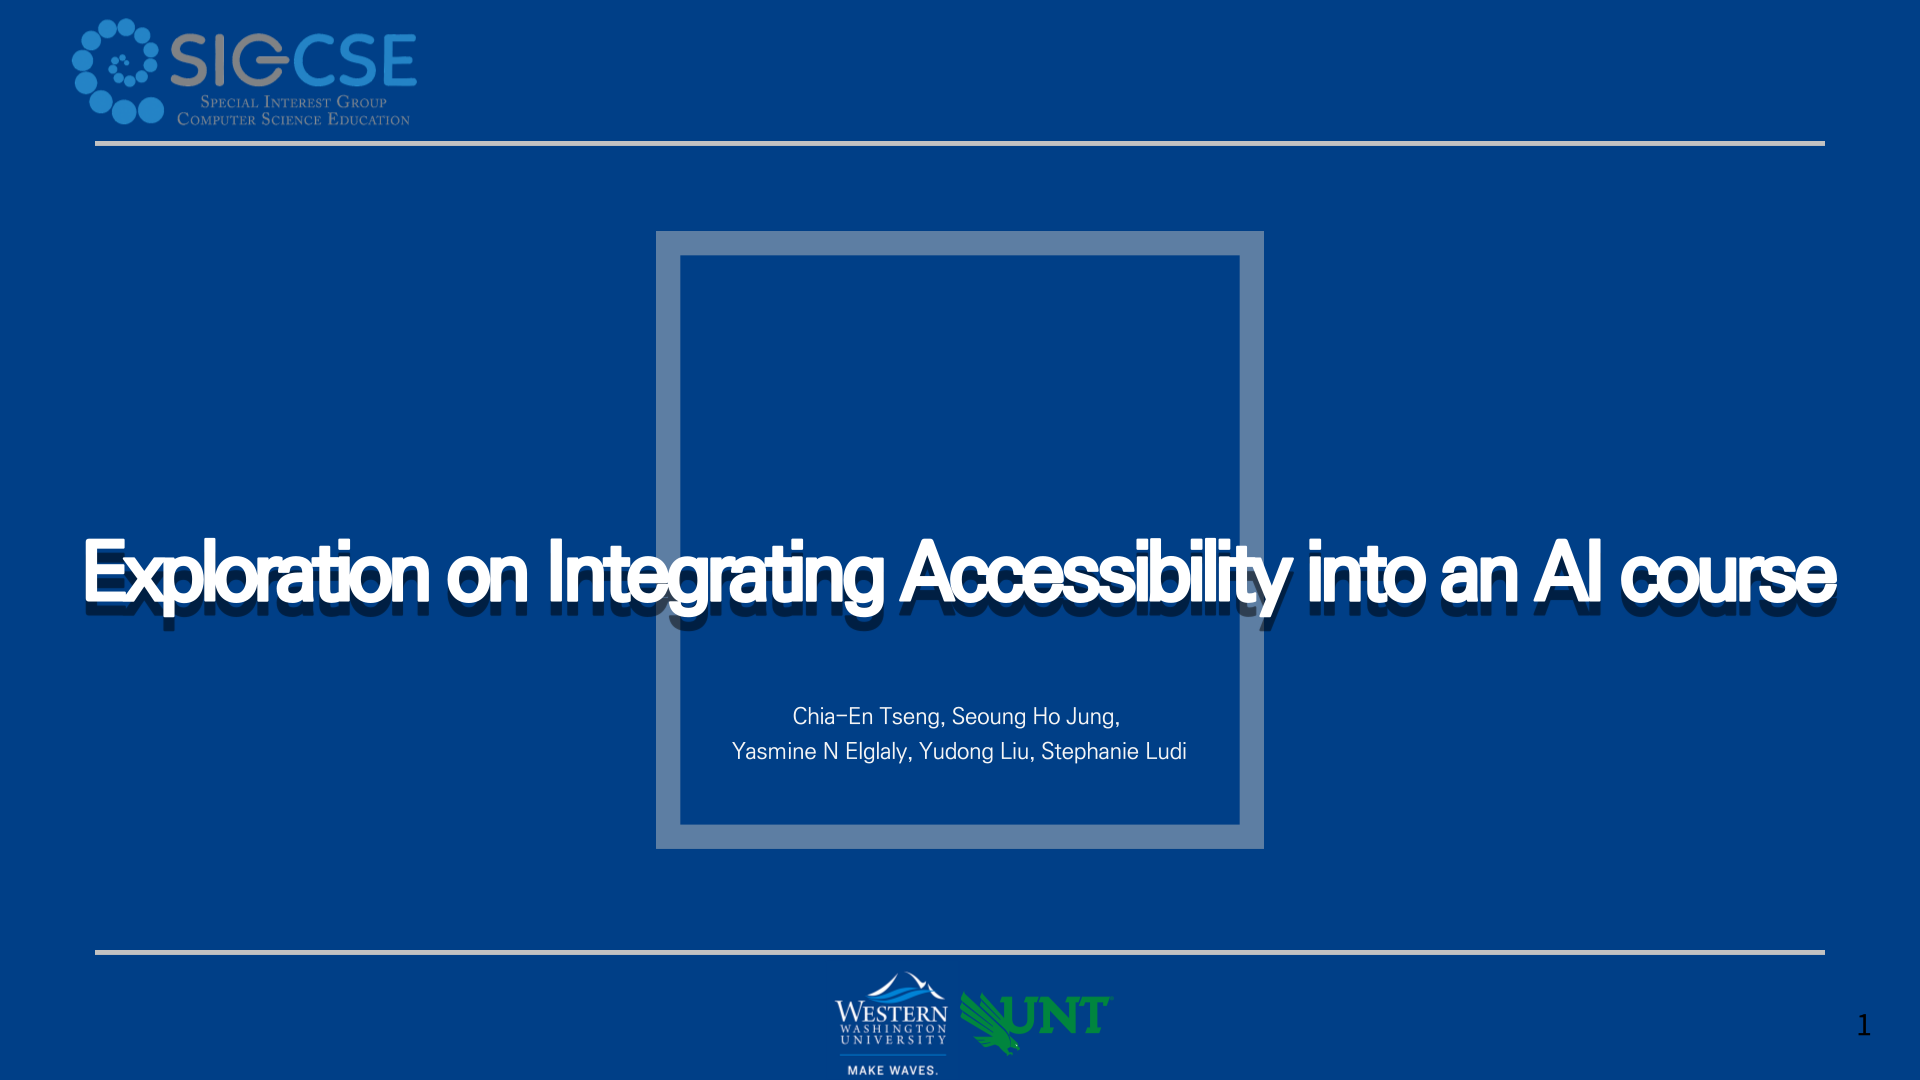 SIGCSE
Special Interest Group
Computer Science Education
Exploration on Integrating Accessibility into an AI course
Chia-En Tseng, Seoung Ho Jung,
Yasmine N Elglaly, Yudong Liu, Stephanie Ludi
WESTERN
WASHINGTON
UNIVERSITY
MAKE WAVES.
UNT
1